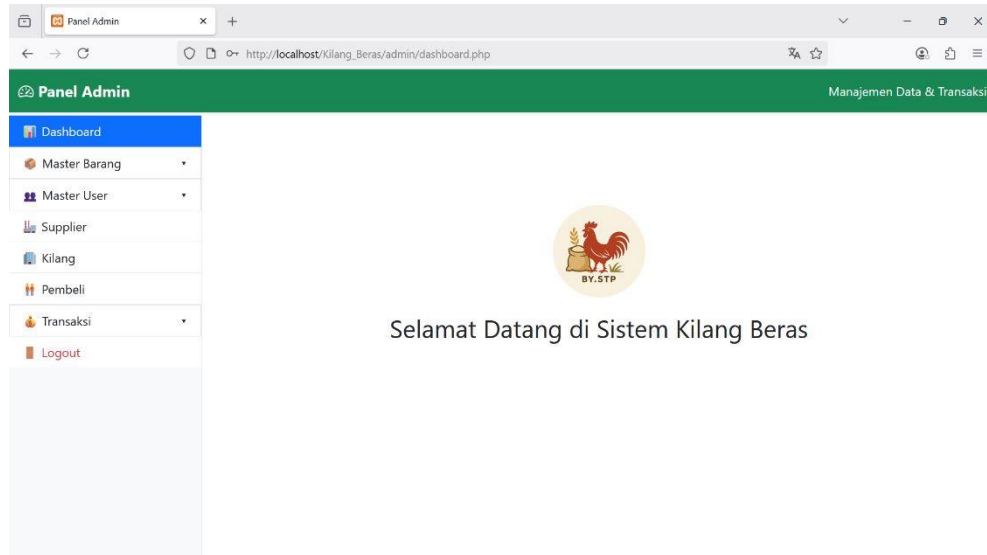 Panel Admin
http://localhost/Kilang_Beras/admin/dashboard.php
Panel Admin
Manajemen Data & Transaksi
Dashboard
Master Barang
Master User
Supplier
Kilang
Pembeli
Transaksi
Logout
BY.STP
Selamat Datang di Sistem Kilang Beras